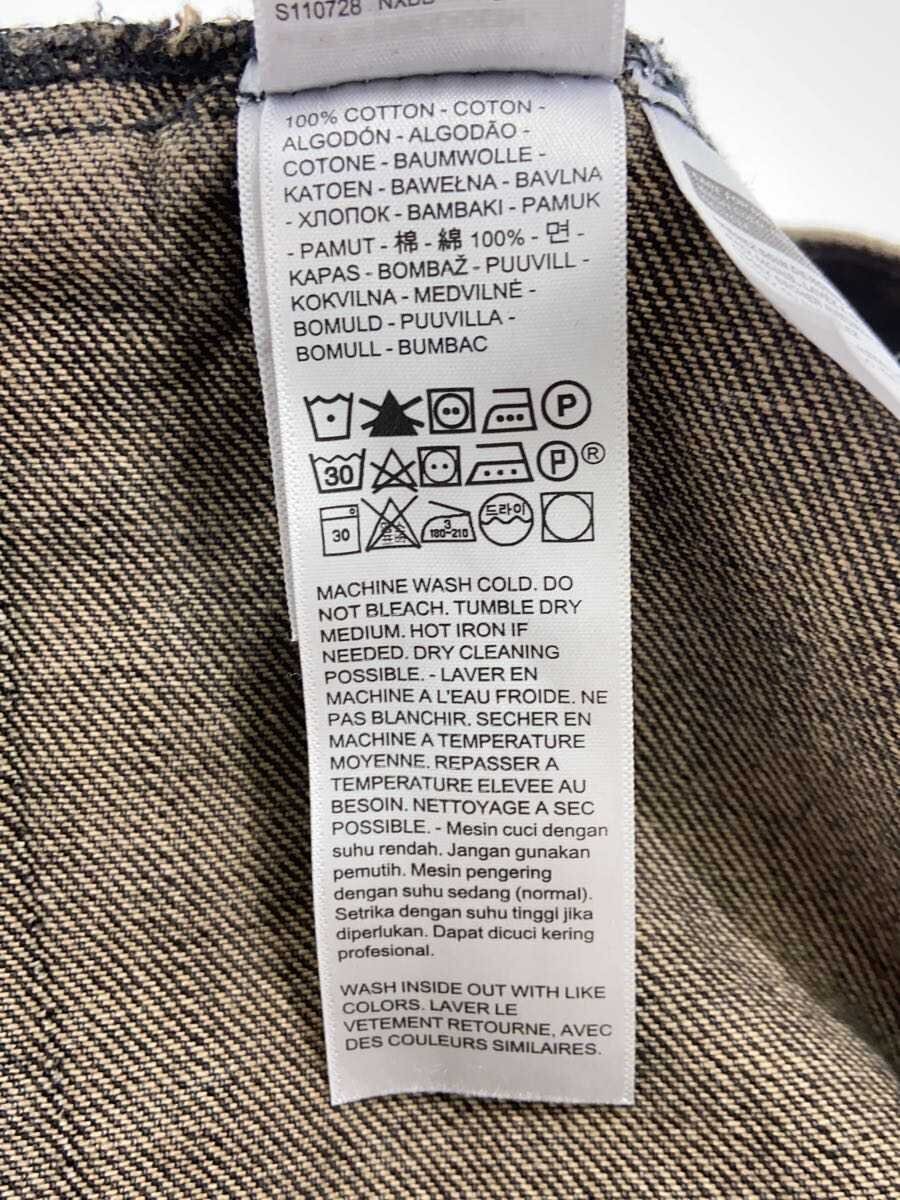 S110728
100% COTTON - COTON -
ALGODÓN - ALGODÃO -
COTONE - BAUMWOLLE -
KATOEN - BAWEŁNA - BAVLNA
- ХЛОПОК - BAMBAKI - PAMUK
- PAMUT - 棉 - 綿 100% - 면 -
KAPAS - BOMBAŽ - PUUVILL -
KOKVILNA - MEDVILNĖ -
BOMULD - PUUVILLA -
BOMULL - BUMBAC
P
30 P ®
30 3 180-210 드라이
MACHINE WASH COLD. DO
NOT BLEACH. TUMBLE DRY
MEDIUM. HOT IRON IF
NEEDED. DRY CLEANING
POSSIBLE. - LAVER EN
MACHINE A L'EAU FROIDE. NE
PAS BLANCHIR. SECHER EN
MACHINE A TEMPERATURE
MOYENNE. REPASSER A
TEMPERATURE ELEVEE AU
BESOIN. NETTOYAGE A SEC
POSSIBLE. - Mesin cuci dengan
suhu rendah. Jangan gunakan
pemutih. Mesin pengering
dengan suhu sedang (normal).
Setrika dengan suhu tinggi jika
diperlukan. Dapat dicuci kering
profesional.
WASH INSIDE OUT WITH LIKE
COLORS. LAVER LE
VETEMENT RETOURNE, AVEC
DES COULEURS SIMILAIRES.